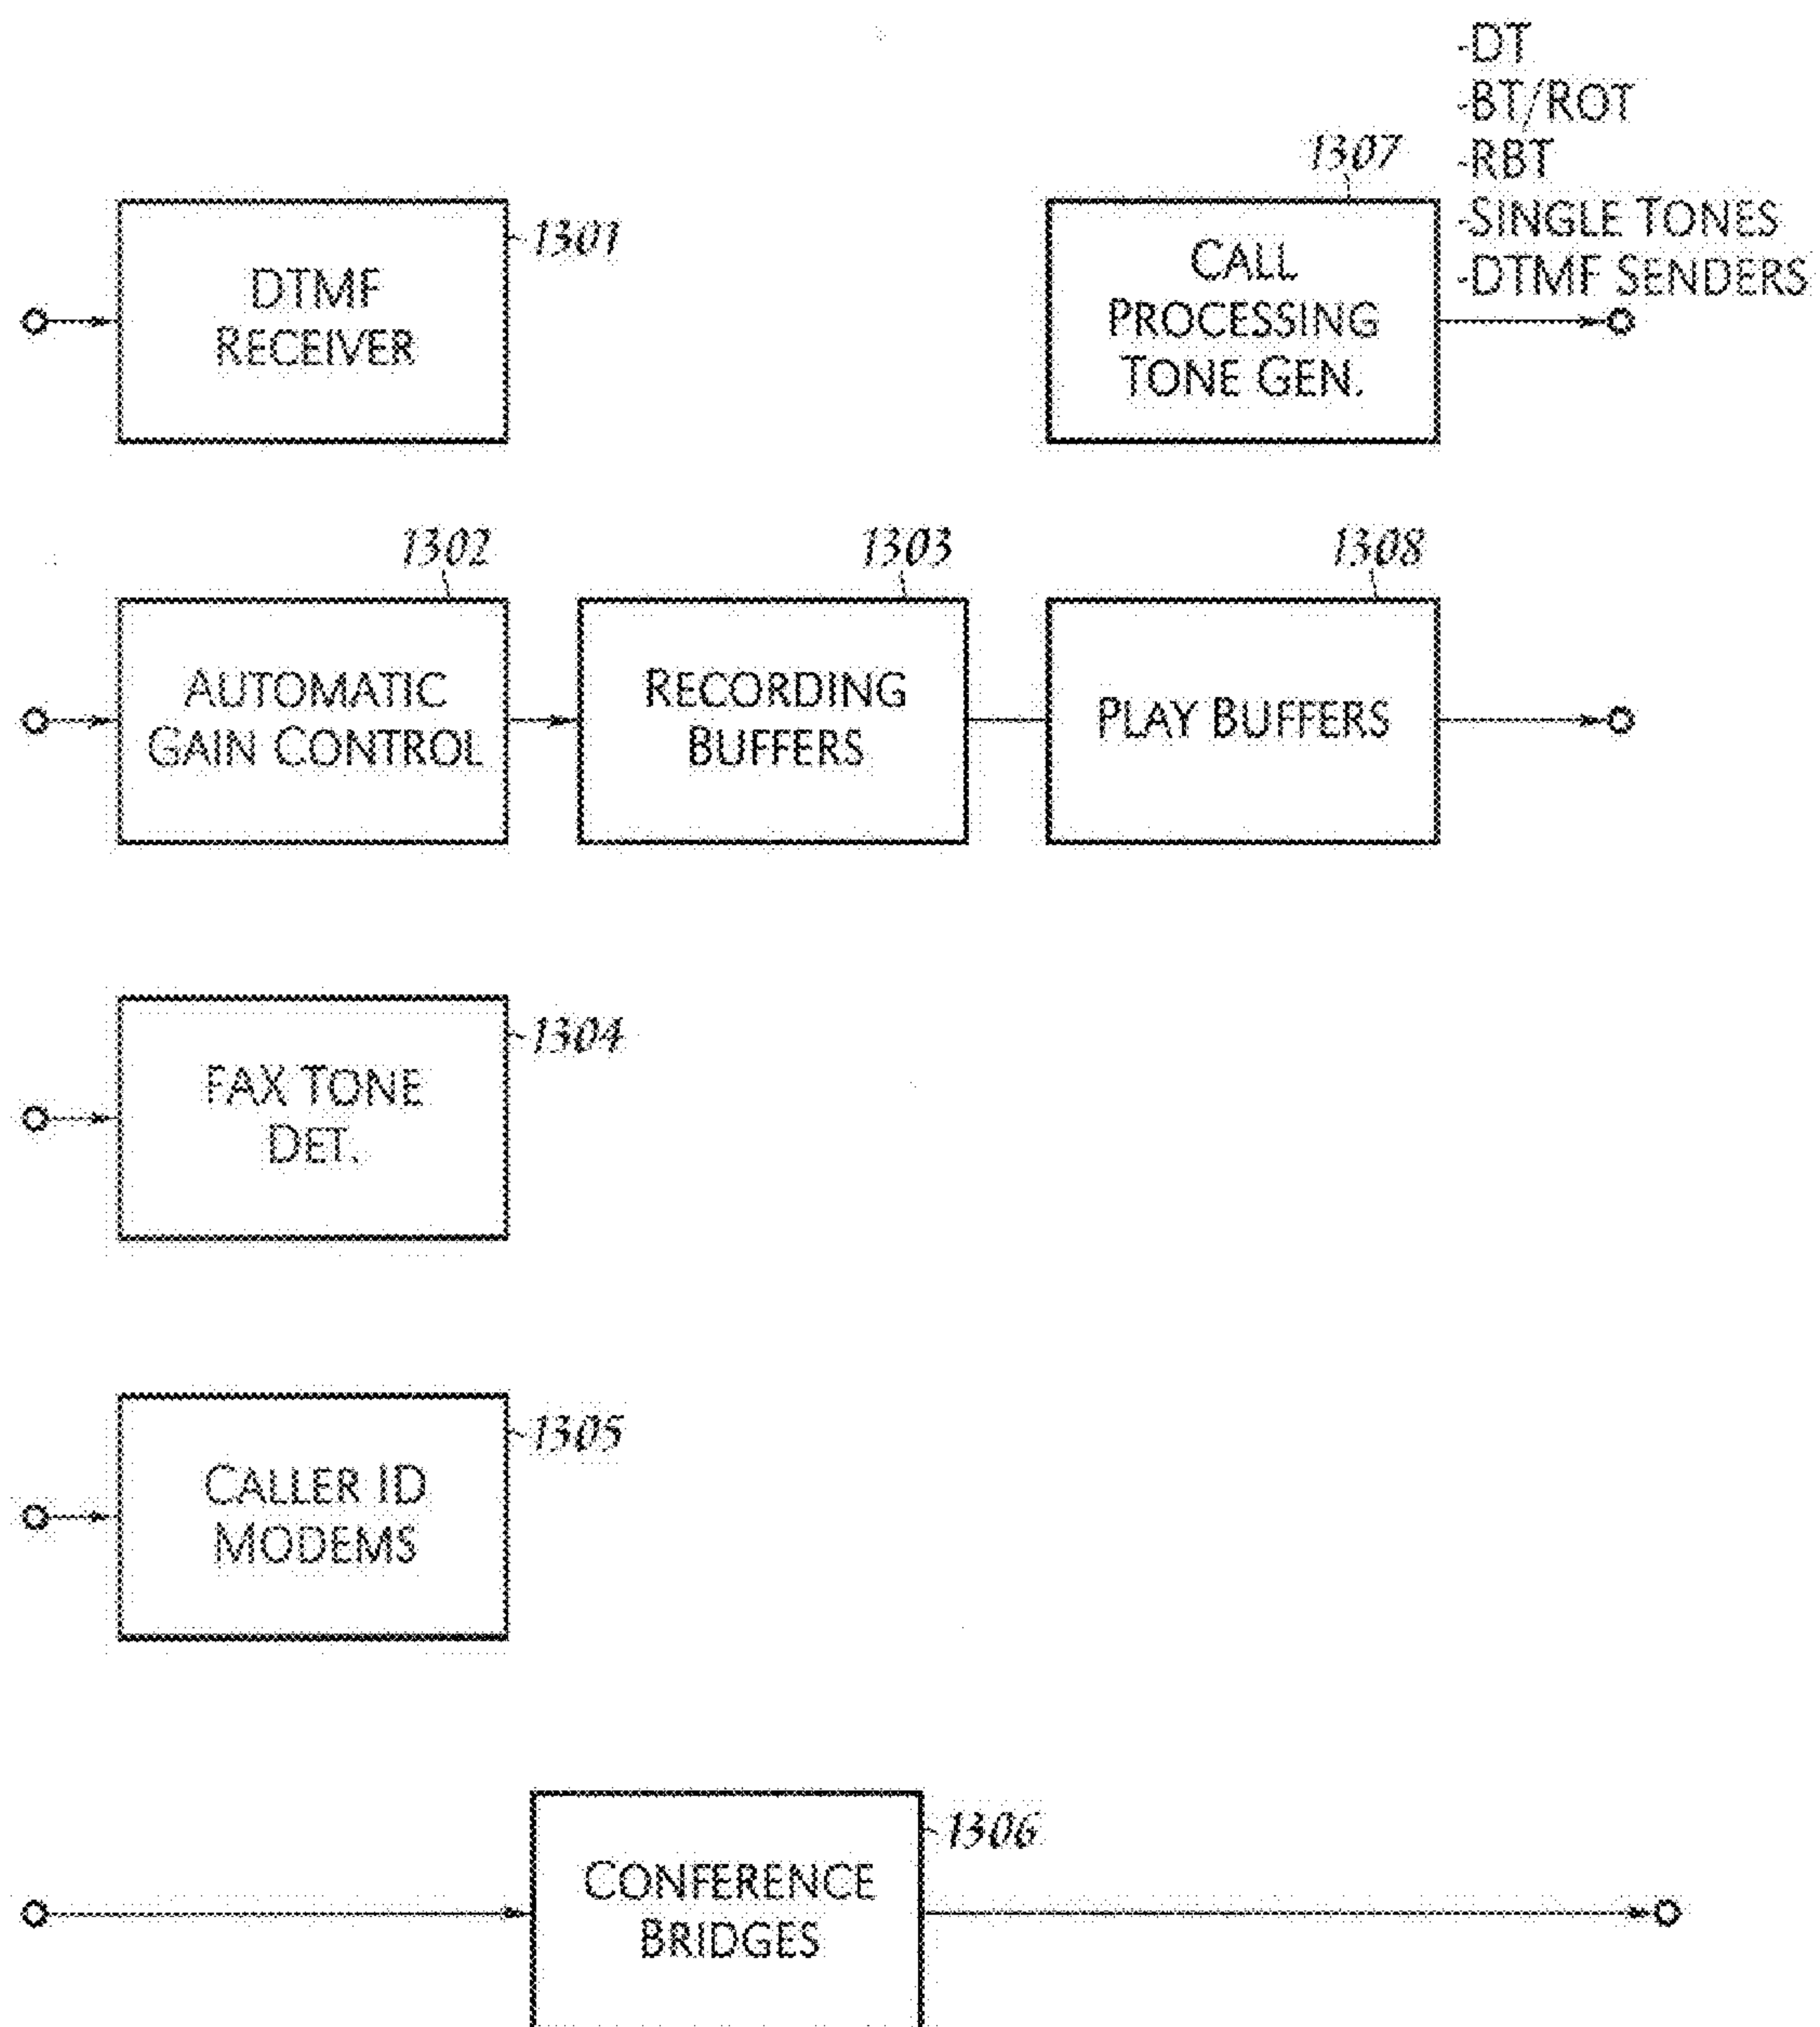 -DT
-BT/ROT
-RBT
-SINGLE TONES
-DTMF SENDERS
1301
DTMF
RECEIVER
1307
CALL
PROCESSING
TONE GEN.
1302
AUTOMATIC
GAIN CONTROL
1303
RECORDING
BUFFERS
1308
PLAY BUFFERS
1304
FAX TONE
DET.
1305
CALLER ID
MODEMS
1306
CONFERENCE
BRIDGES